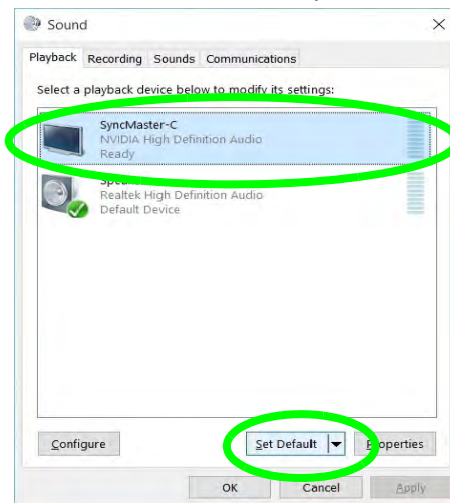 Sound
Playback Recording Sounds Communications
Select a playback device below to modify its settings:
SyncMaster-C
NVIDIA High Definition Audio
Ready
Realtek High Definition Audio
Default Device
Configure
Set Default
Properties
OK
Cancel
Apply